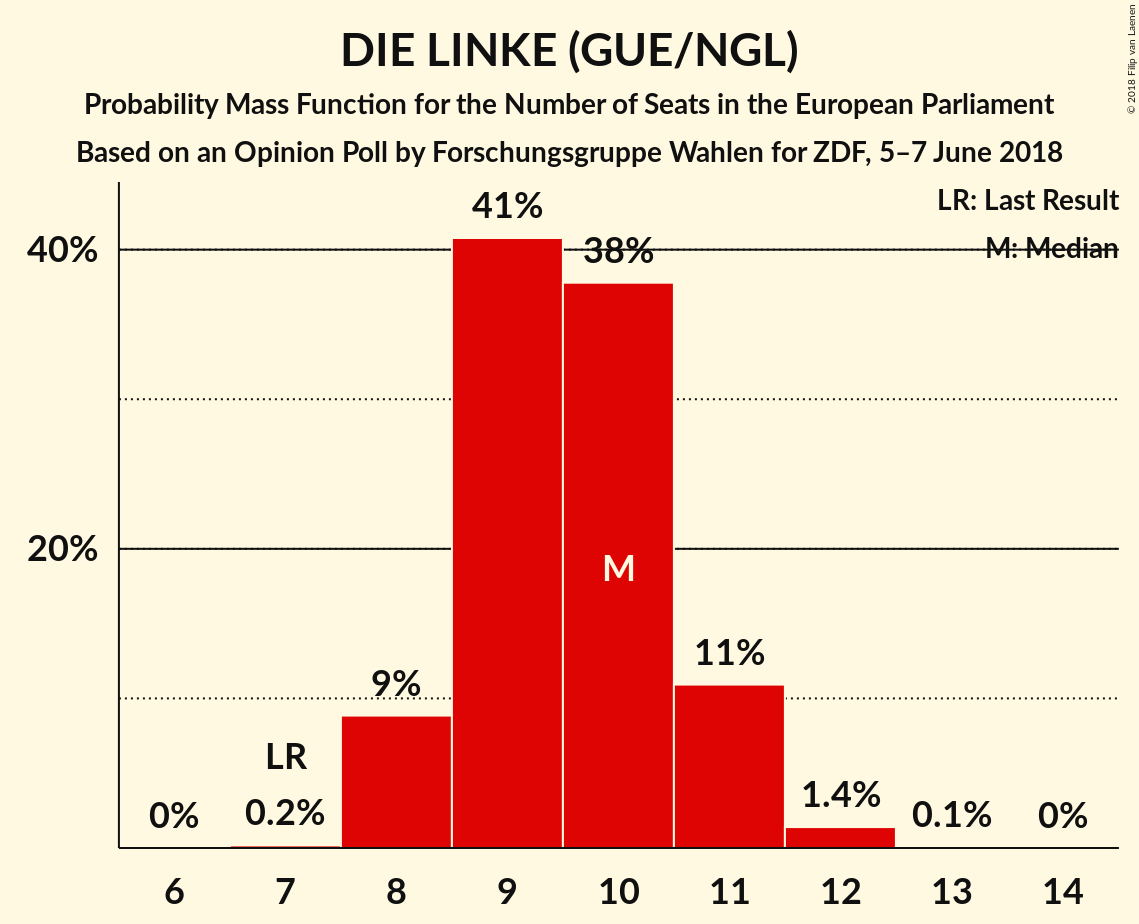 DIE LINKE (GUE/NGL)
Probability Mass Function for the Number of Seats in the European Parliament
Based on an Opinion Poll by Forschungsgruppe Wahlen for ZDF, 5–7 June 2018
© 2018 Filip van Laenen
LR: Last Result
M: Median
40%
20%
0%
LR
0.2%
9%
41%
38%
M
11%
1.4%
0.1%
0%
6 7 8 9 10 11 12 13 14